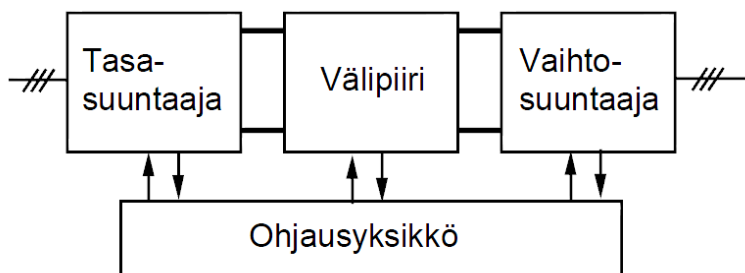 Tasa-
suuntaaja
Välipiiri
Vaihto-
suuntaaja
Ohjausyksikkö